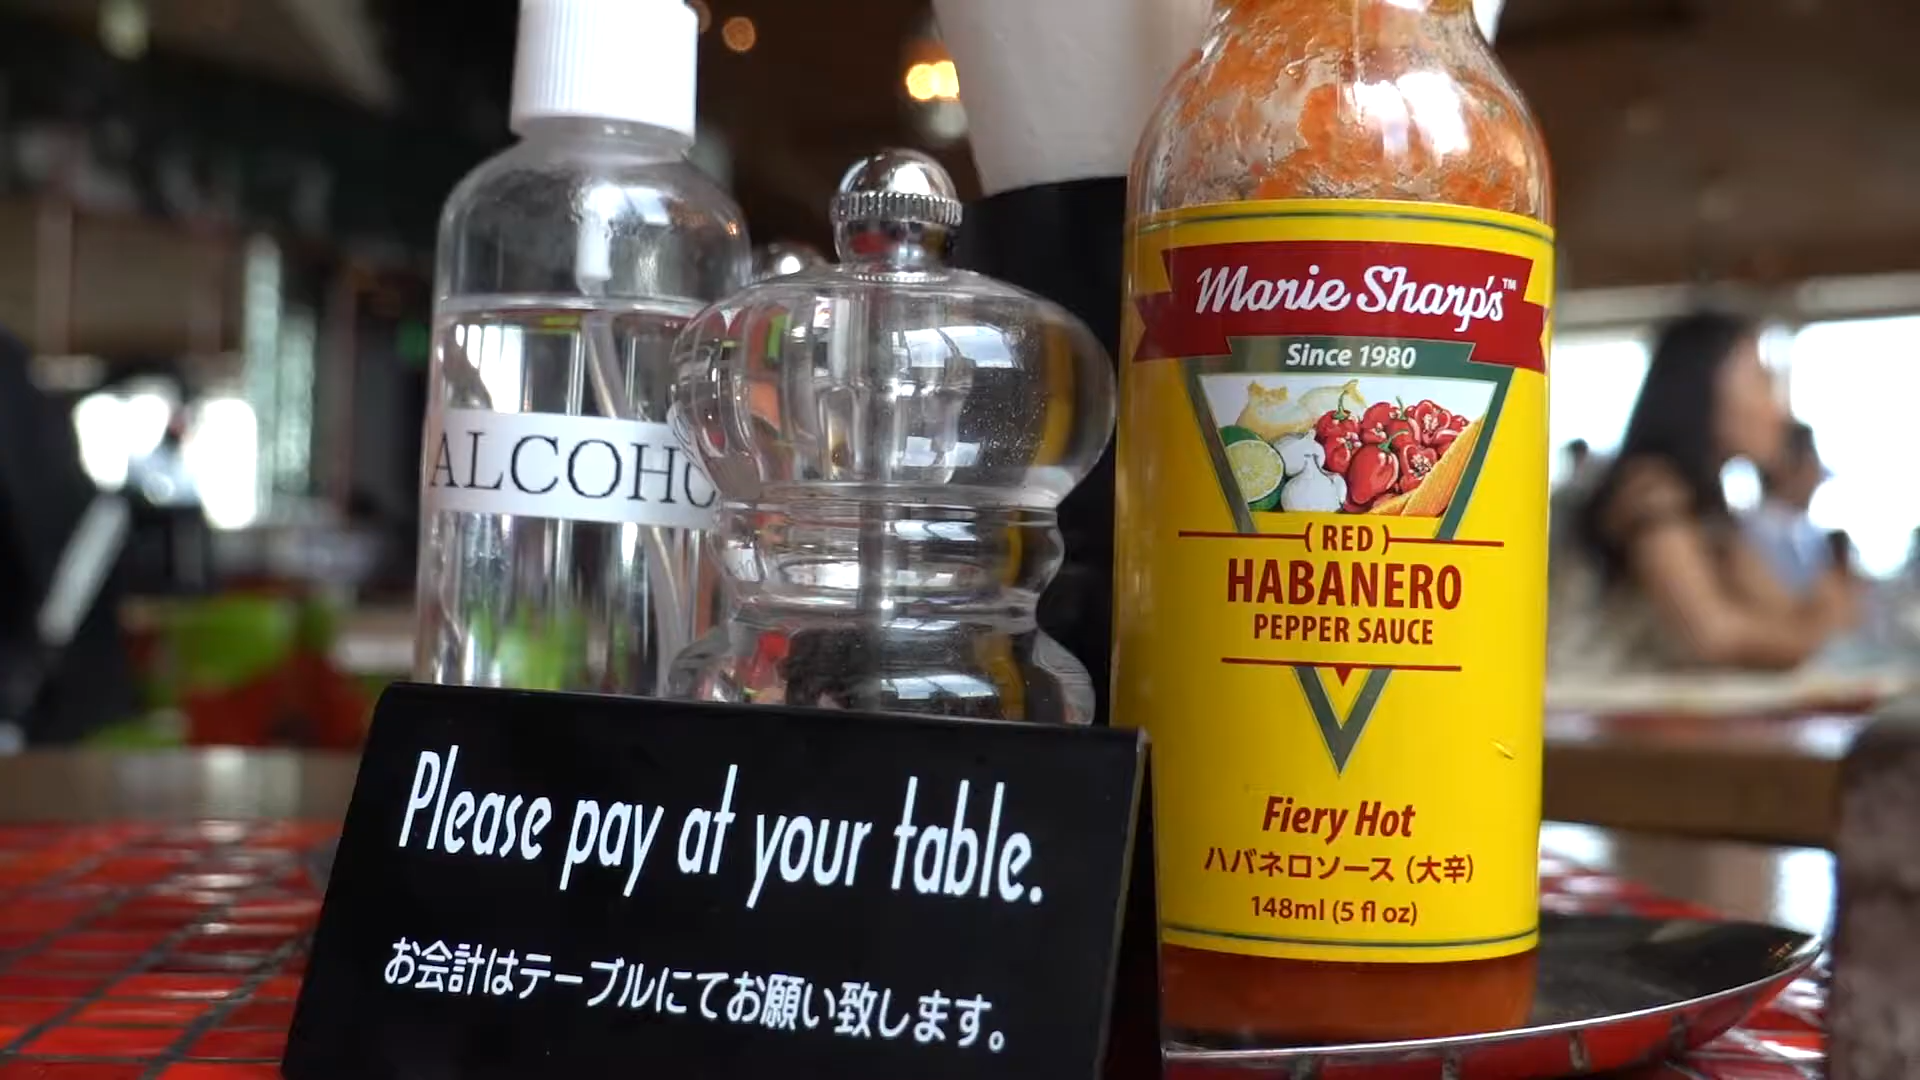 ALCOHO
Marie Sharp's™
Since 1980
(RED)
HABANERO
PEPPER SAUCE
Fiery Hot
ハバネロソース (大辛)
148ml (5 fl oz)
Please pay at your table.
お会計はテーブルにてお願い致します。